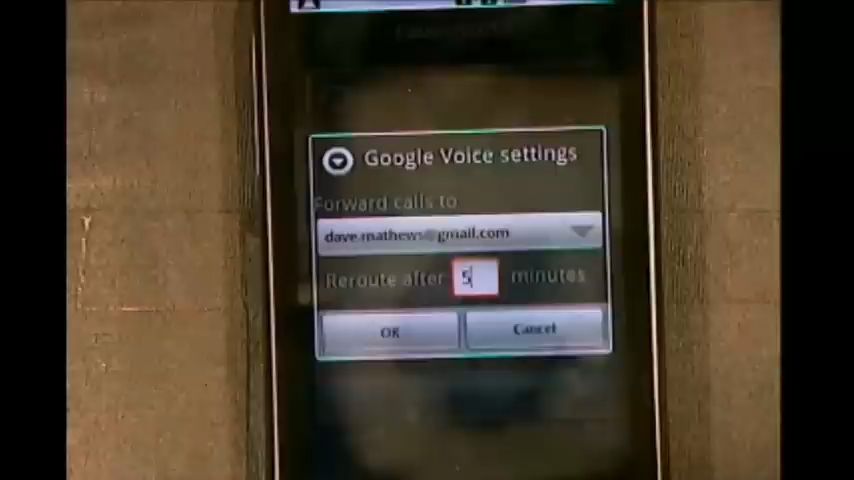 Google Voice settings
Forward calls to
dave.mathews@gmail.com
Reroute after 5 minutes
OK Cancel